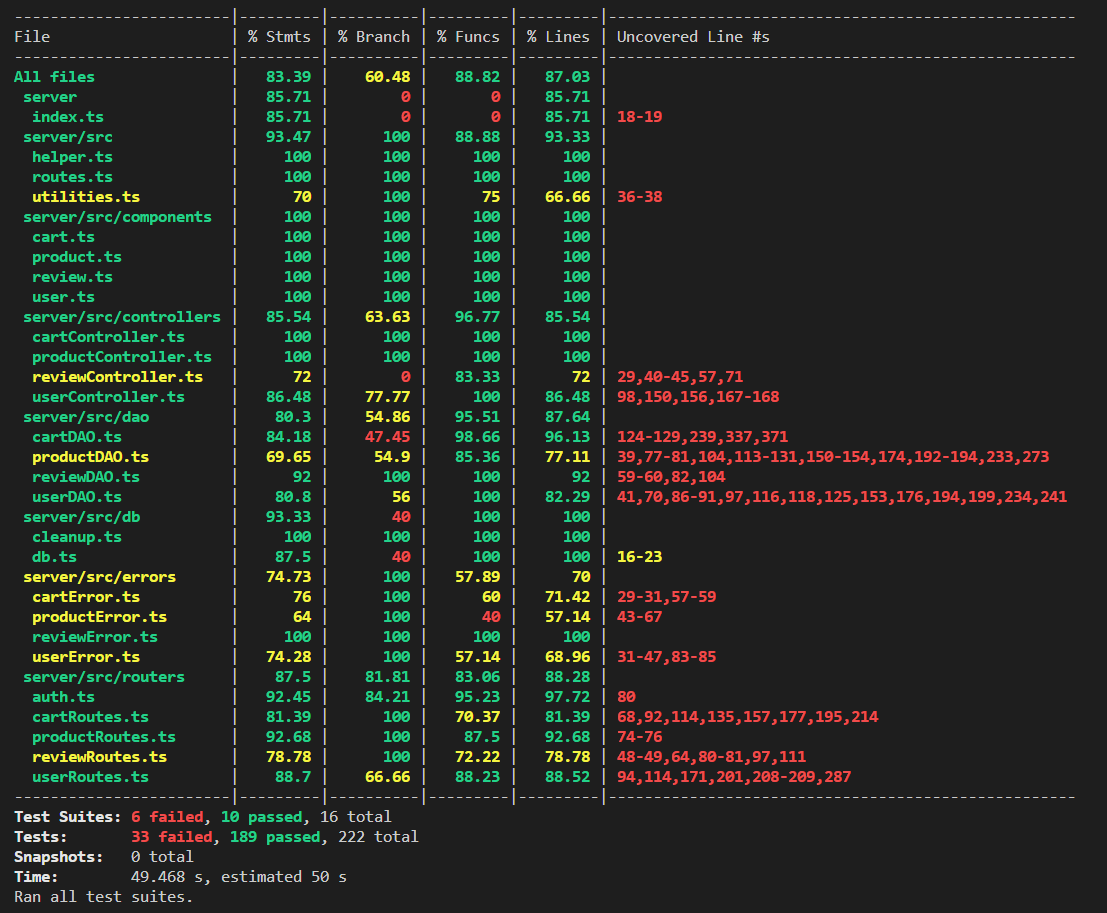 -------------------------|---------|----------|---------|---------|----------------------------------------------------
File                     | % Stmts | % Branch | % Funcs | % Lines | Uncovered Line #s
-------------------------|---------|----------|---------|---------|----------------------------------------------------
All files                |   83.39 |    60.48 |   88.82 |   87.03 |
 server                  |   85.71 |        0 |       0 |   85.71 |
  index.ts               |   85.71 |        0 |       0 |   85.71 | 18-19
 server/src              |   93.47 |      100 |   88.88 |   93.33 |
  helper.ts              |     100 |      100 |     100 |     100 |
  routes.ts              |     100 |      100 |     100 |     100 |
  utilities.ts           |      70 |      100 |      75 |   66.66 | 36-38
 server/src/components   |     100 |      100 |     100 |     100 |
  cart.ts                |     100 |      100 |     100 |     100 |
  product.ts             |     100 |      100 |     100 |     100 |
  review.ts              |     100 |      100 |     100 |     100 |
  user.ts                |     100 |      100 |     100 |     100 |
 server/src/controllers  |   85.54 |    63.63 |   96.77 |   85.54 |
  cartController.ts      |     100 |      100 |     100 |     100 |
  productController.ts   |     100 |      100 |     100 |     100 |
  reviewController.ts    |      72 |        0 |   83.33 |      72 | 29,40-45,57,71
  userController.ts      |   86.48 |    77.77 |     100 |   86.48 | 98,150,156,167-168
 server/src/dao          |    80.3 |    54.86 |   95.51 |   87.64 |
  cartDAO.ts             |   84.18 |    47.45 |   98.66 |   96.13 | 124-129,239,337,371
  productDAO.ts          |   69.65 |     54.9 |   85.36 |   77.11 | 39,77-81,104,113-131,150-154,174,192-194,233,273
  reviewDAO.ts           |      92 |      100 |     100 |      92 | 59-60,82,104
  userDAO.ts             |    80.8 |       56 |     100 |   82.29 | 41,70,86-91,97,116,118,125,153,176,194,199,234,241
 server/src/db           |   93.33 |       40 |     100 |     100 |
  cleanup.ts             |     100 |      100 |     100 |     100 |
  db.ts                  |    87.5 |       40 |     100 |     100 | 16-23
 server/src/errors       |   74.73 |      100 |   57.89 |      70 |
  cartError.ts           |      76 |      100 |      60 |   71.42 | 29-31,57-59
  productError.ts        |      64 |      100 |      40 |   57.14 | 43-67
  reviewError.ts         |     100 |      100 |     100 |     100 |
  userError.ts           |   74.28 |      100 |   57.14 |   68.96 | 31-47,83-85
 server/src/routers      |    87.5 |    81.81 |   83.06 |   88.28 |
  auth.ts                |   92.45 |    84.21 |   95.23 |   97.72 | 80
  cartRoutes.ts          |   81.39 |      100 |   70.37 |   81.39 | 68,92,114,135,157,177,195,214
  productRoutes.ts       |   92.68 |      100 |    87.5 |   92.68 | 74-76
  reviewRoutes.ts        |   78.78 |      100 |   72.22 |   78.78 | 48-49,64,80-81,97,111
  userRoutes.ts          |    88.7 |    66.66 |   88.23 |   88.52 | 94,114,171,201,208-209,287
-------------------------|---------|----------|---------|---------|----------------------------------------------------
Test Suites: 6 failed, 10 passed, 16 total
Tests:       33 failed, 189 passed, 222 total
Snapshots:   0 total
Time:        49.468 s, estimated 50 s
Ran all test suites.